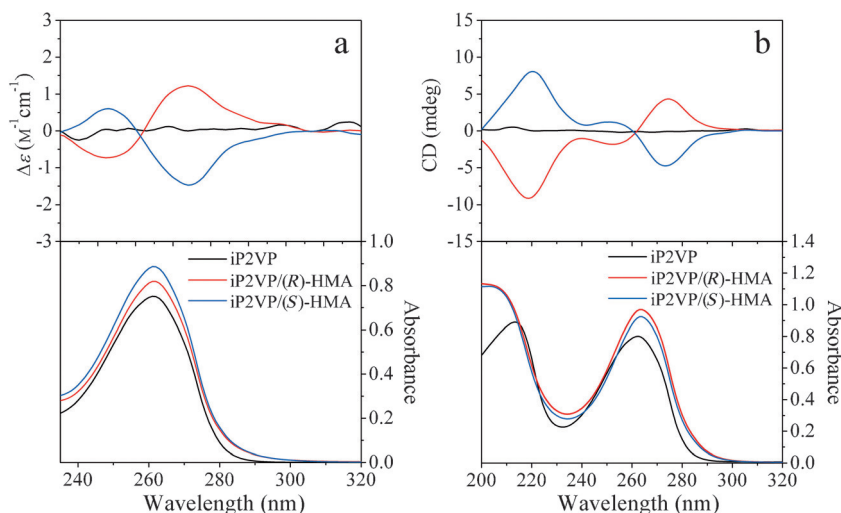 a
Δε (M⁻¹cm⁻¹)
3
2
1
0
-1
-2
-3
iP2VP
iP2VP/(R)-HMA
iP2VP/(S)-HMA
1.0
0.8
0.6
0.4
0.2
0.0
Absorbance
240 260 280 300 320
Wavelength (nm)
b
CD (mdeg)
15
10
5
0
-5
-10
-15
iP2VP
iP2VP/(R)-HMA
iP2VP/(S)-HMA
1.4
1.2
1.0
0.8
0.6
0.4
0.2
0.0
Absorbance
200 220 240 260 280 300 320
Wavelength (nm)